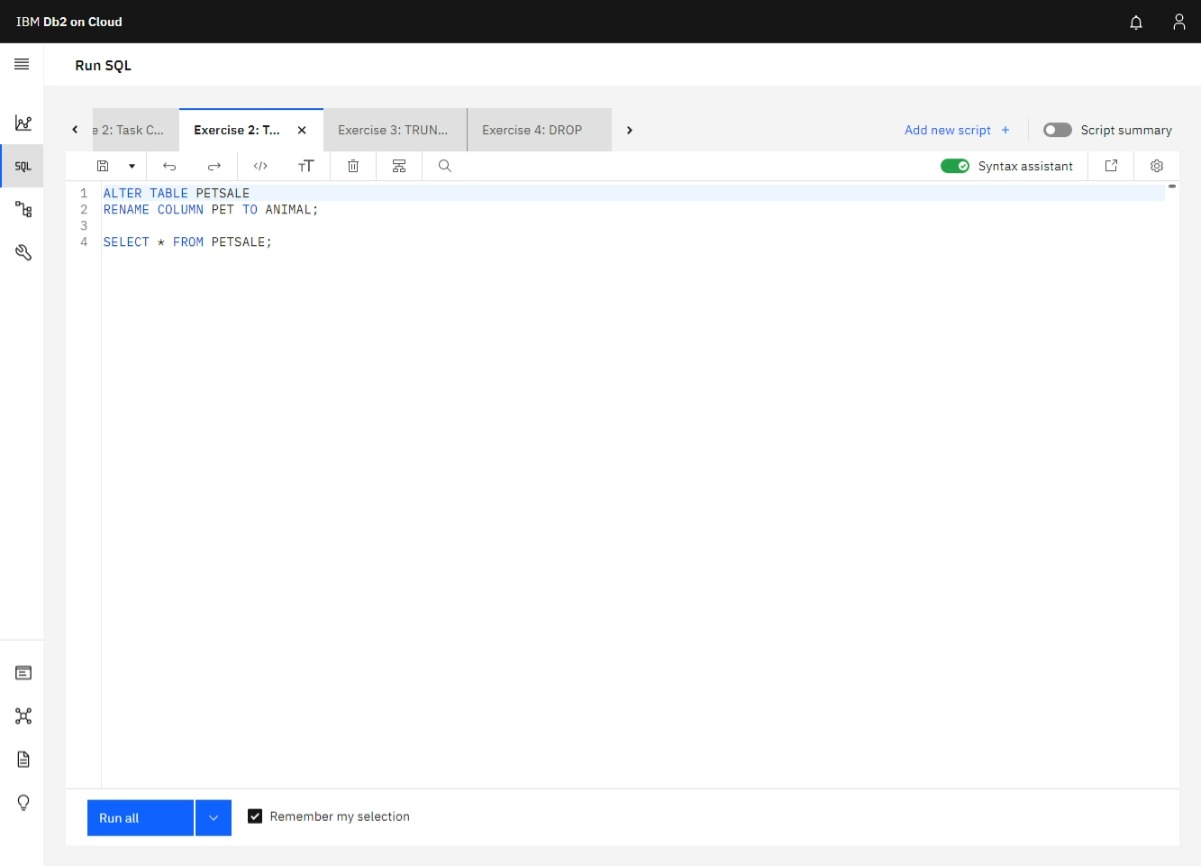 IBM Db2 on Cloud
Run SQL
e 2: Task C...
Exercise 2: T...
Exercise 3: TRUN...
Exercise 4: DROP
Add new script +
Script summary
SQL
</>
TT
Syntax assistant
1 ALTER TABLE PETSALE
2 RENAME COLUMN PET TO ANIMAL;
3
4 SELECT * FROM PETSALE;
Run all
Remember my selection